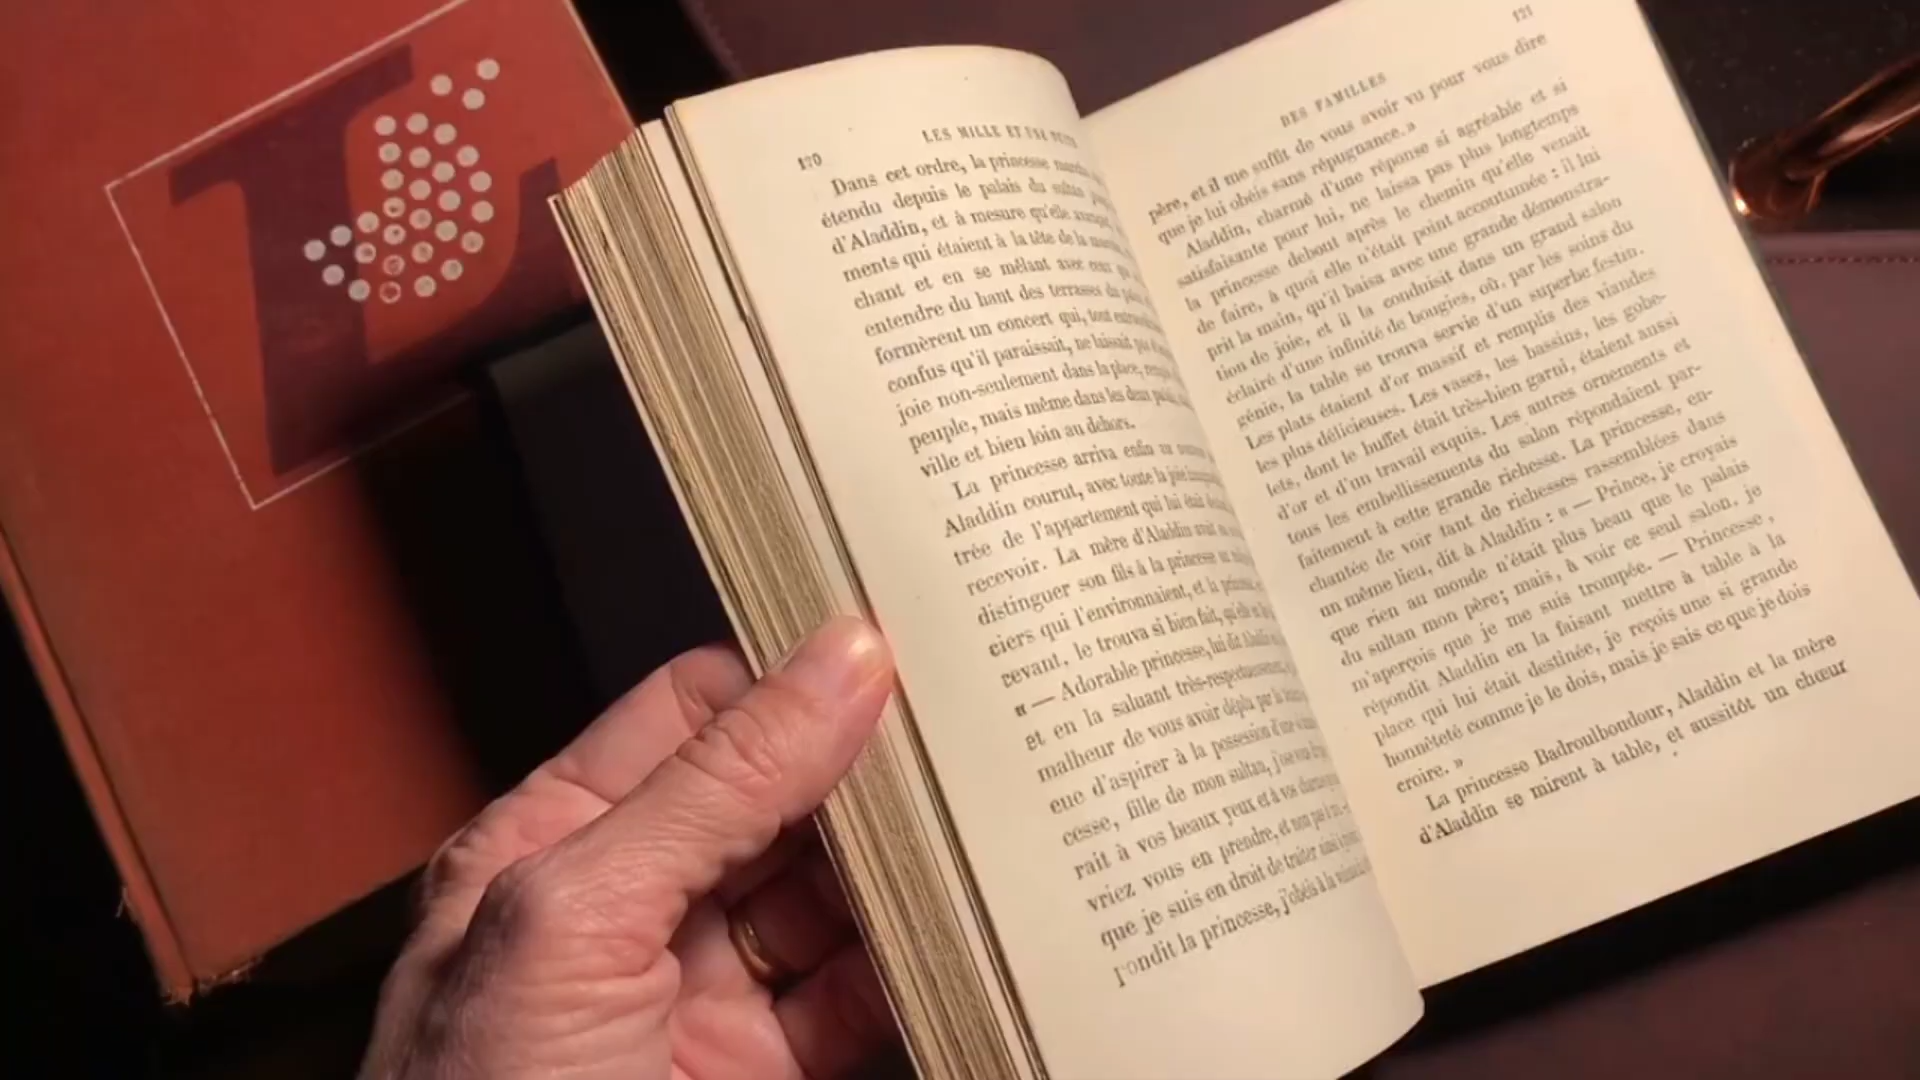 120
LES MILLE ET UNE NUITS
Dans cet ordre, la princesse
étendu depuis le palais du sultan
d'Aladdin, et à mesure qu'elle
ments qui étaient à la tête de la
chant et en se mêlant avec ceux qui
entendre du haut des terrasses du
formèrent un concert qui, tout
confus qu'il paraissait, ne laissait pas
joie non-seulement dans la place,
peuple, mais même dans les deux
ville et bien loin au dehors.
La princesse arriva enfin au
Aladdin courut, avec toute la joie
trée de l'appartement qui lui était
recevoir. La mère d'Aladdin avait
distinguer son fils à la princesse au
ciers qui l'environnaient, et la
cevant, le trouva si bien fait, qu'elle
« — Adorable princesse, lui dit Aladdin
et en la saluant très-respectueusement,
malheur de vous avoir déplu par la
euc d'aspirer à la possession d'une
cesse, fille de mon sultan, j'ose vous
rait à vos beaux yeux et à vos charmes
vriez vous en prendre, et non pas à
que je suis en droit de traiter ainsi
pondit la princesse, j'obéis à la
121
DES FAMILLES
père, et il me suffit de vous avoir vu pour vous dire
que je lui obéis sans répugnance. »
Aladdin, charmé d'une réponse si agréable et si
satisfaisante pour lui, ne laissa pas plus longtemps
la princesse debout après le chemin qu'elle venait
de faire, à quoi elle n'était point accoutumée : il lui
prit la main, qu'il baisa avec une grande démonstra-
tion de joie, et il la conduisit dans un grand salon
éclairé d'une infinité de bougies, où, par les soins du
génie, la table se trouva servie d'un superbe festin.
Les plats étaient d'or massif et remplis des viandes
les plus délicieuses. Les vases, les bassins, les gobe-
lets, dont le buffet était très-bien garni, étaient aussi
d'or et d'un travail exquis. Les autres ornements et
tous les embellissements du salon répondaient par-
faitement à cette grande richesse. La princesse, en-
chantée de voir tant de richesses rassemblées dans
un même lieu, dit à Aladdin : « — Prince, je croyais
que rien au monde n'était plus beau que le palais
du sultan mon père; mais, à voir ce seul salon, je
m'aperçois que je me suis trompée. — Princesse,
répondit Aladdin en la faisant mettre à table à la
place qui lui était destinée, je reçois une si grande
honnêteté comme je le dois, mais je sais ce que je dois
croire. »
La princesse Badroulboudour, Aladdin et la mère
d'Aladdin se mirent à table, et aussitôt un chœur